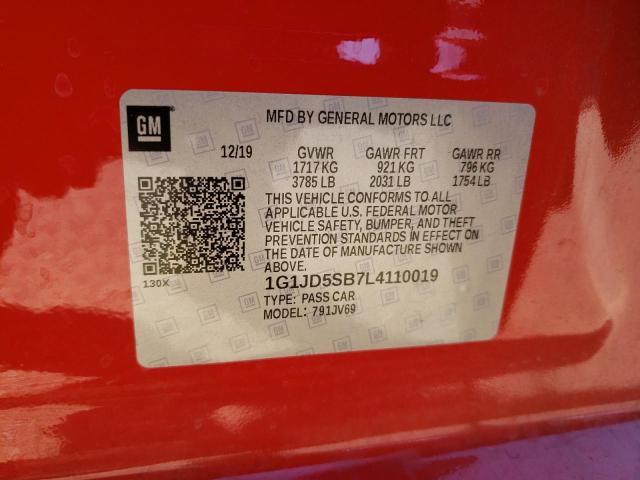 GM
MFD BY GENERAL MOTORS LLC
12/19 GVWR GAWR FRT GAWR RR
1717 KG 921 KG 796 KG
3785 LB 2031 LB 1754 LB
THIS VEHICLE CONFORMS TO ALL
APPLICABLE U.S. FEDERAL MOTOR
VEHICLE SAFETY, BUMPER, AND THEFT
PREVENTION STANDARDS IN EFFECT ON
THE DATE OF MANUFACTURE SHOWN
ABOVE.
130X
1G1JD5SB7L4110019
TYPE: PASS CAR
MODEL: 791JV69